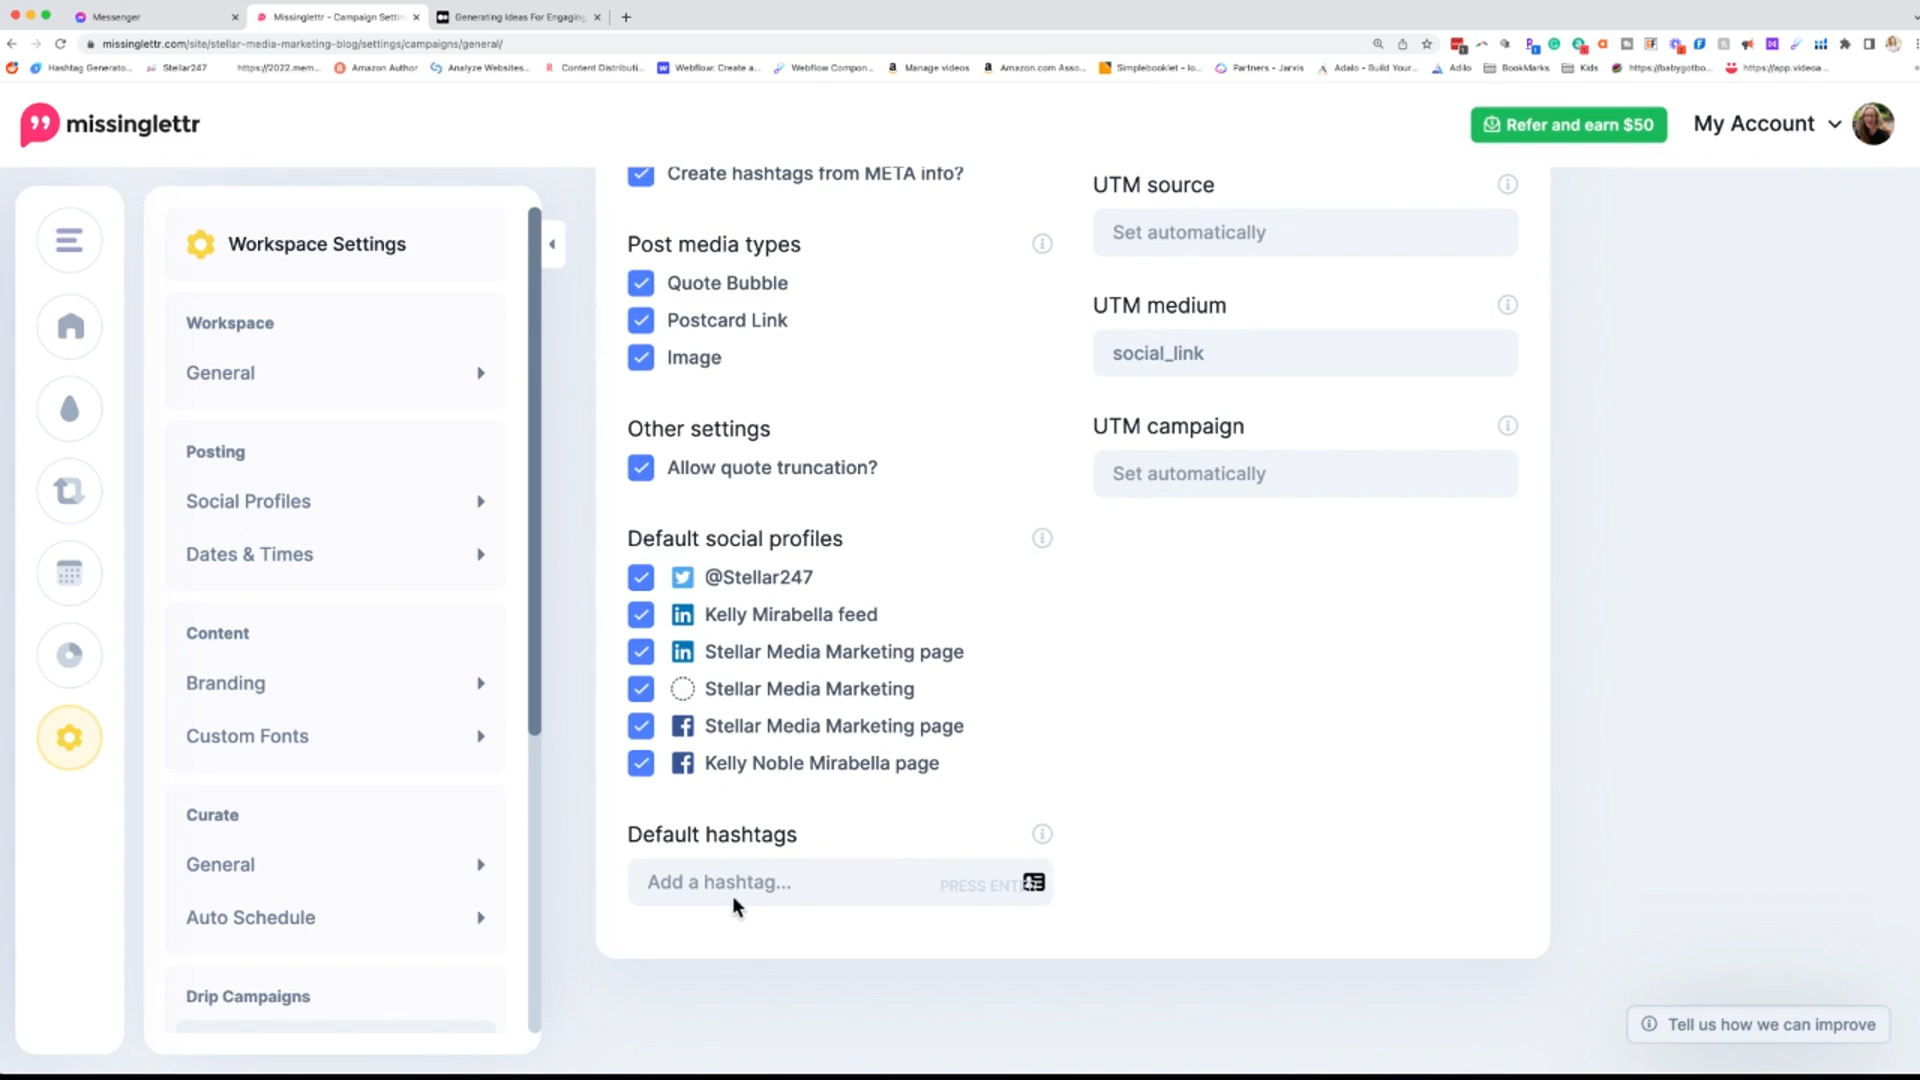 Messenger
Missinglettr - Campaign Settin
Generating Ideas For Engaging
missinglettr.com/site/stellar-media-marketing-blog/settings/campaigns/general/
Hashtag Generato...
Stellar247
https://2022.mem...
Amazon Author
Analyze Websites...
Content Distributi...
Webflow: Create a...
Webflow Compon...
Manage videos
Amazon.com Asso...
Simplebooklet - lo...
Partners - Jarvis
Adalo - Build Your...
Adilo
BookMarks
Kids
https://babygotbo...
https://app.videoa...
missinglettr
Refer and earn $50
My Account
Workspace Settings
Workspace
General
Posting
Social Profiles
Dates & Times
Content
Branding
Custom Fonts
Curate
General
Auto Schedule
Drip Campaigns
Create hashtags from META info?
Post media types
Quote Bubble
Postcard Link
Image
Other settings
Allow quote truncation?
Default social profiles
@Stellar247
Kelly Mirabella feed
Stellar Media Marketing page
Stellar Media Marketing
Stellar Media Marketing page
Kelly Noble Mirabella page
Default hashtags
Add a hashtag...
PRESS ENT
UTM source
Set automatically
UTM medium
social_link
UTM campaign
Set automatically
Tell us how we can improve